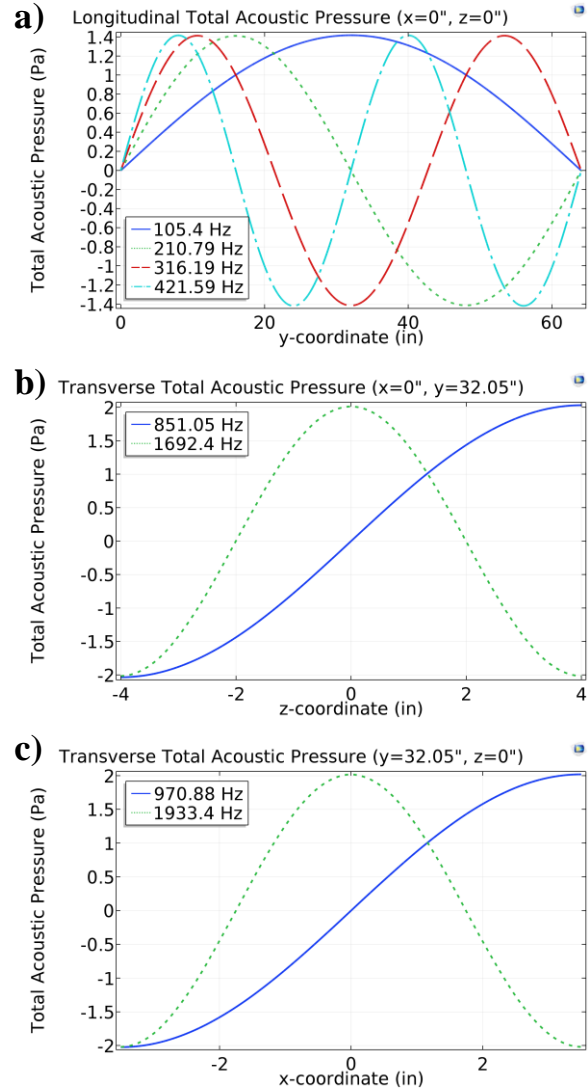 a) Longitudinal Total Acoustic Pressure (x=0", z=0")
Total Acoustic Pressure (Pa)
1.4
1.2
1
0.8
0.6
0.4
0.2
0
-0.2
-0.4
-0.6
-0.8
-1
-1.2
-1.4
105.4 Hz
210.79 Hz
316.19 Hz
421.59 Hz
0 20 40 60
y-coordinate (in)
b) Transverse Total Acoustic Pressure (x=0", y=32.05")
Total Acoustic Pressure (Pa)
2
1.5
1
0.5
0
-0.5
-1
-1.5
-2
851.05 Hz
1692.4 Hz
-4 -2 0 2 4
z-coordinate (in)
c) Transverse Total Acoustic Pressure (y=32.05", z=0")
Total Acoustic Pressure (Pa)
2
1.5
1
0.5
0
-0.5
-1
-1.5
-2
970.88 Hz
1933.4 Hz
-2 0 2
x-coordinate (in)